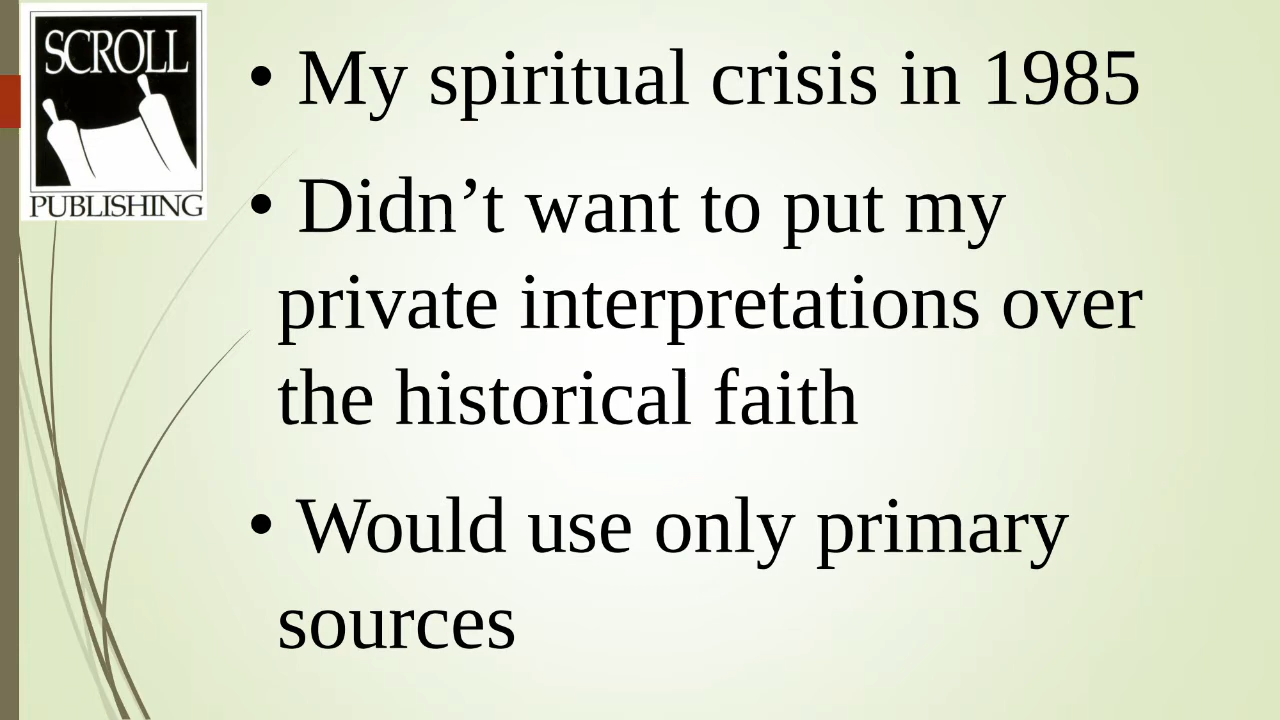 SCROLL
PUBLISHING
• My spiritual crisis in 1985
• Didn’t want to put my
private interpretations over
the historical faith
• Would use only primary
sources